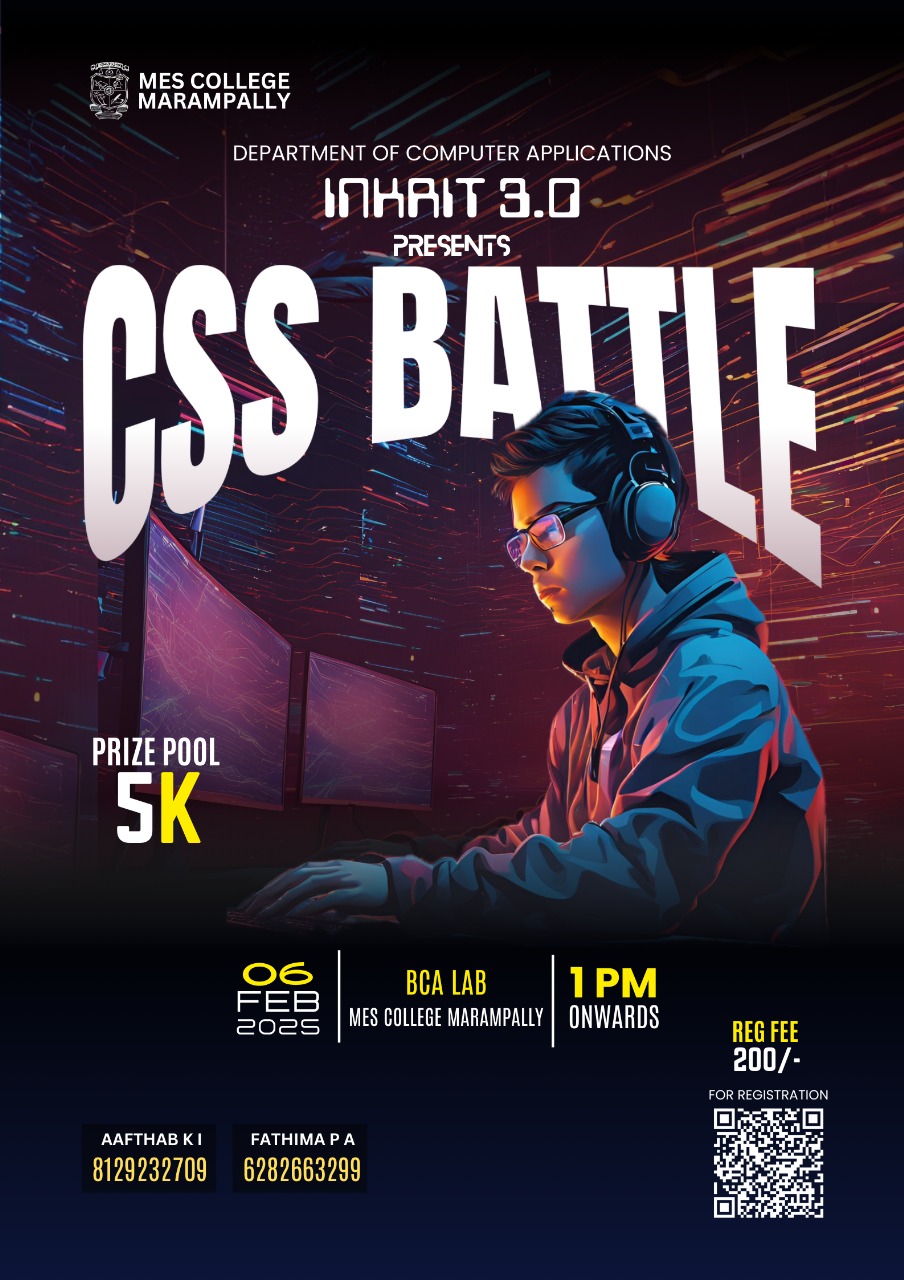 MES COLLEGE
MARAMPALLY
DEPARTMENT OF COMPUTER APPLICATIONS
INKRIT 3.0
PRESENTS
CSS BATTLE
PRIZE POOL
5K
06
FEB
2025
BCA LAB
MES COLLEGE MARAMPALLY
1 PM
ONWARDS
REG FEE
200/-
FOR REGISTRATION
AAFTHAB K I
8129232709
FATHIMA P A
6282663299